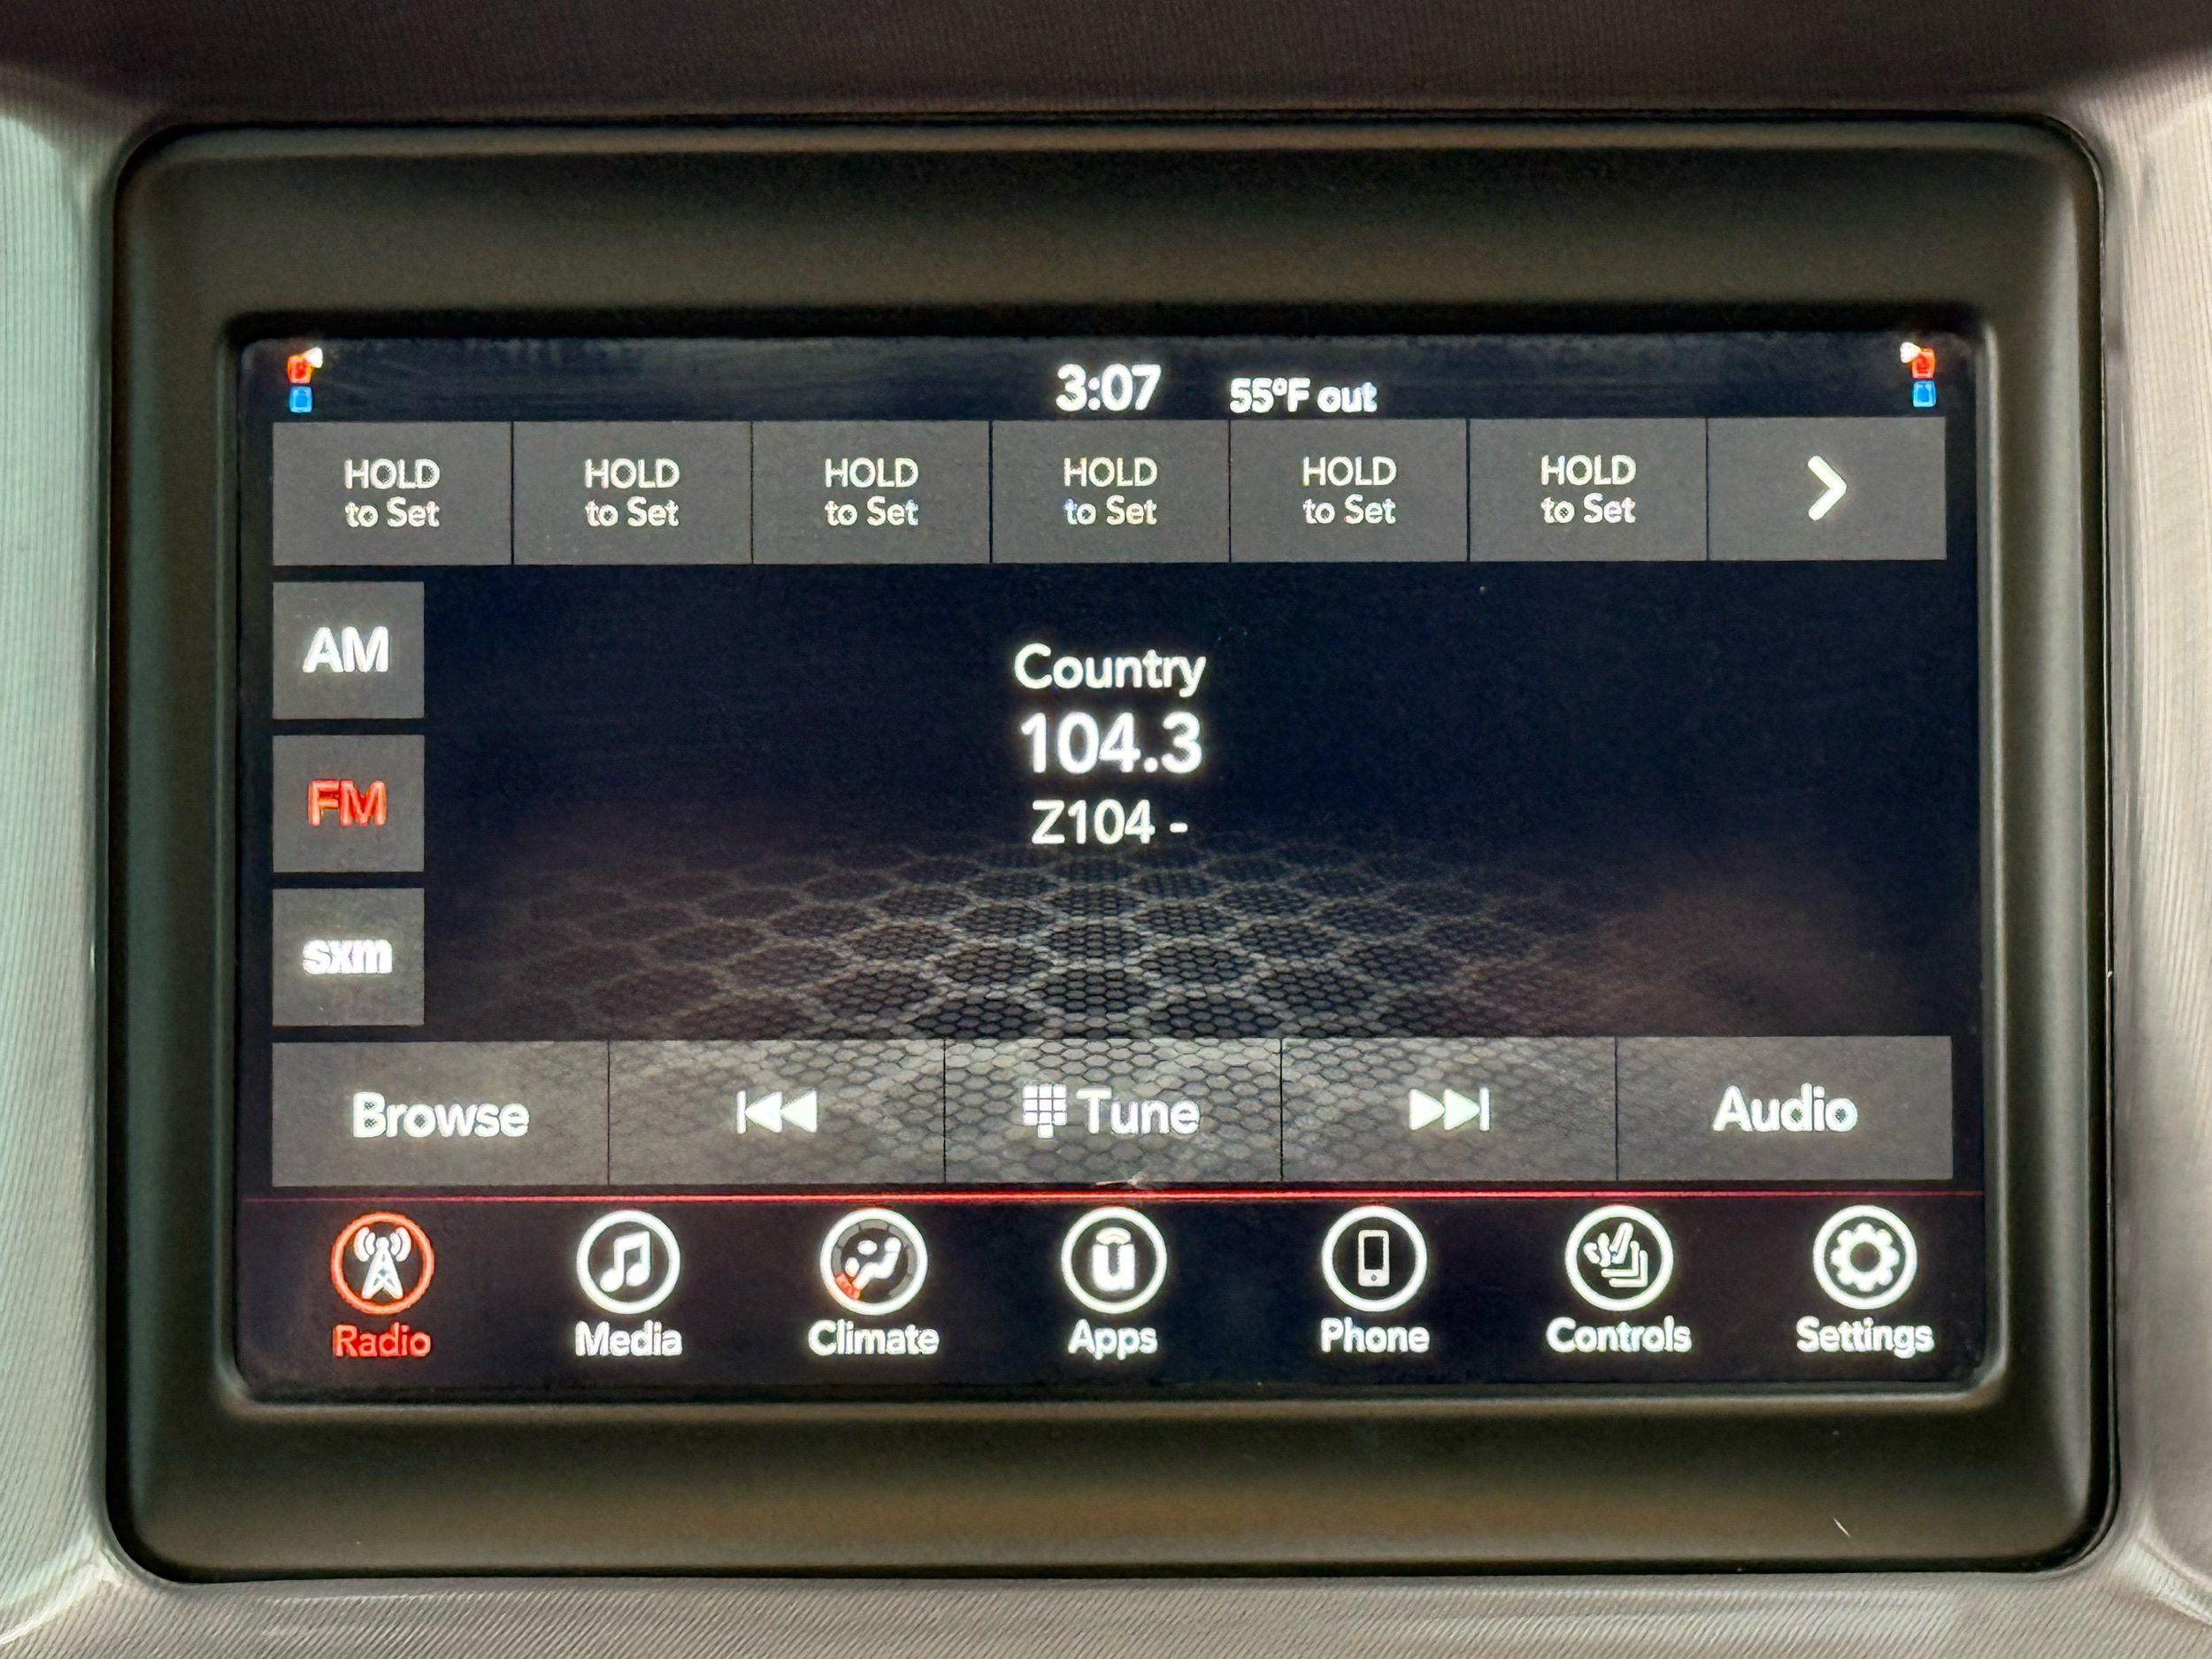 3:07 55°F out
HOLD HOLD HOLD HOLD HOLD HOLD
to Set to Set to Set to Set to Set to Set
AM
Country
104.3
FM
Z104 -
sxm
Browse Tune Audio
u
Radio Media Climate Apps Phone Controls Settings